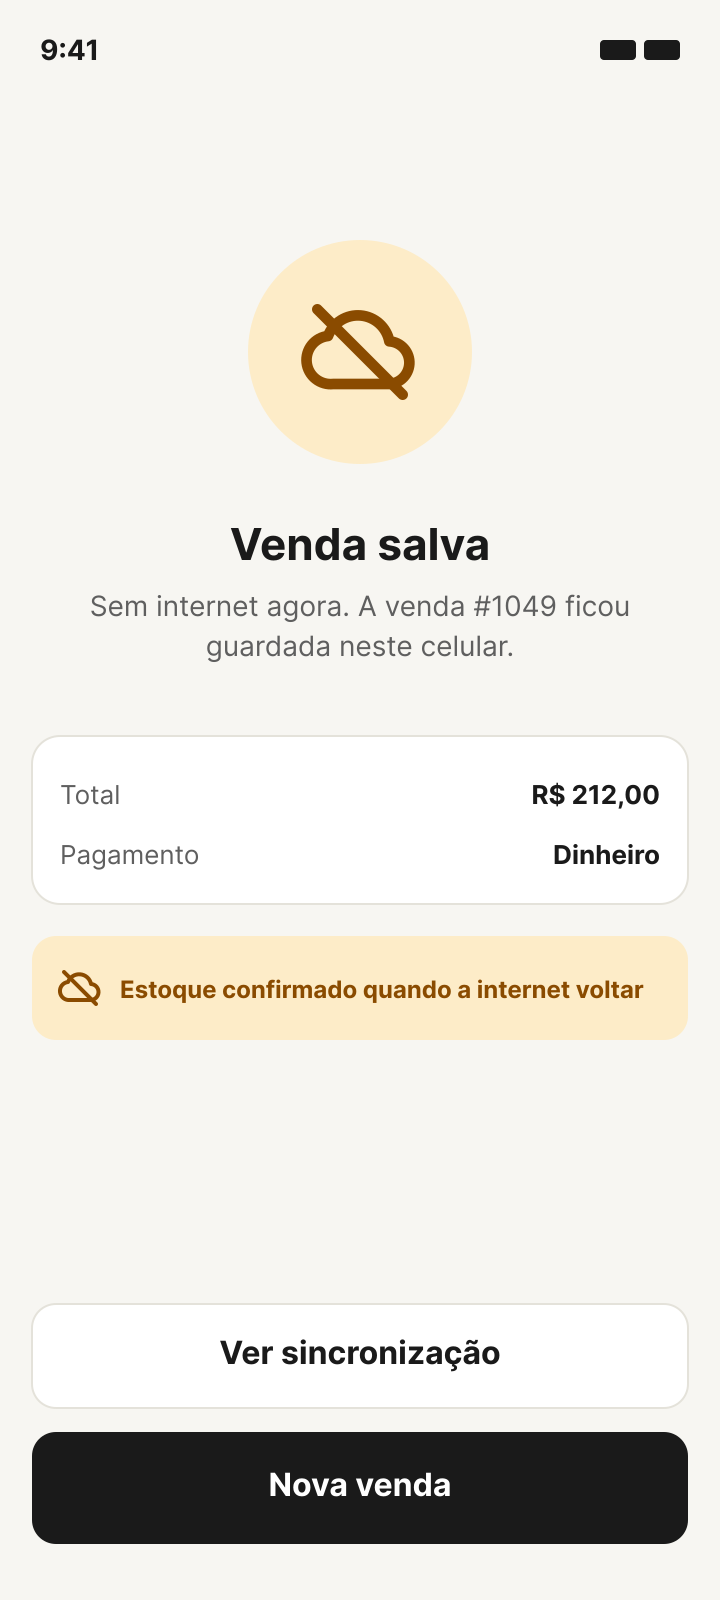 9:41
Venda salva
Sem internet agora. A venda #1049 ficou
guardada neste celular.
Total R$ 212,00
Pagamento Dinheiro
Estoque confirmado quando a internet voltar
Ver sincronização
Nova venda